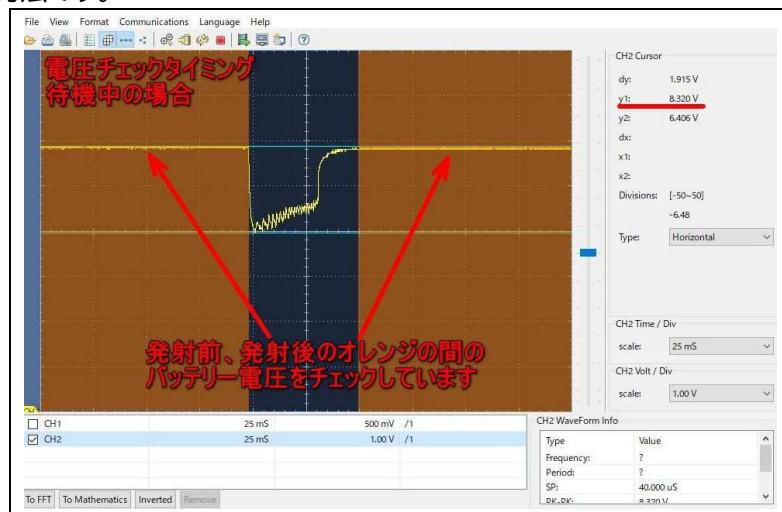 File View Format Communications Language Help
電圧チェックタイミング
待機中の場合
発射前、発射後のオレンジの間の
バッテリー電圧をチェックしています
CH2 Cursor
dy: 1.915 V
y1: 8.320 V
y2: 6.406 V
dx:
x1:
x2:
Divisions: [-50~50]
-6.48
Type: Horizontal
CH2 Time / Div
scale: 25 mS
CH2 Volt / Div
scale: 1.00 V
CH1 25 mS 500 mV /1
CH2 25 mS 1.00 V /1
To FFT To Mathematics Inverted Remove
CH2 WaveForm Info
Type Value
Frequency: ?
Period: ?
SP: 40.000 uS
PK-PK: 8.320 V